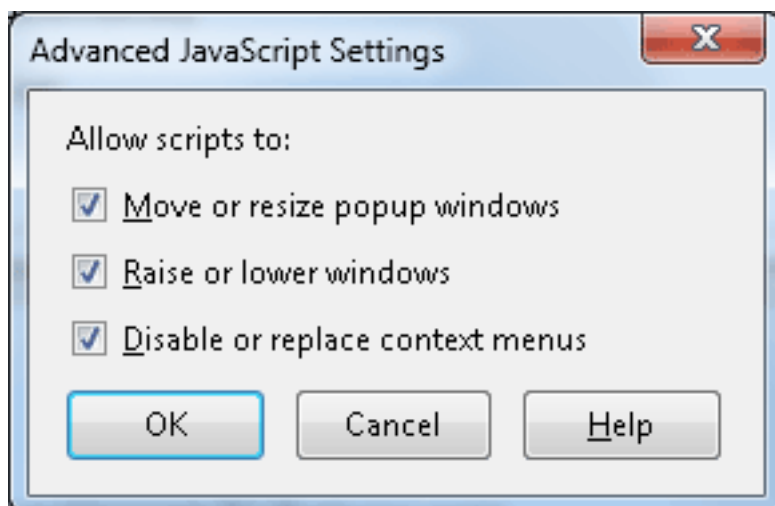 Advanced JavaScript Settings
Allow scripts to:
Move or resize popup windows
Raise or lower windows
Disable or replace context menus
OK Cancel Help